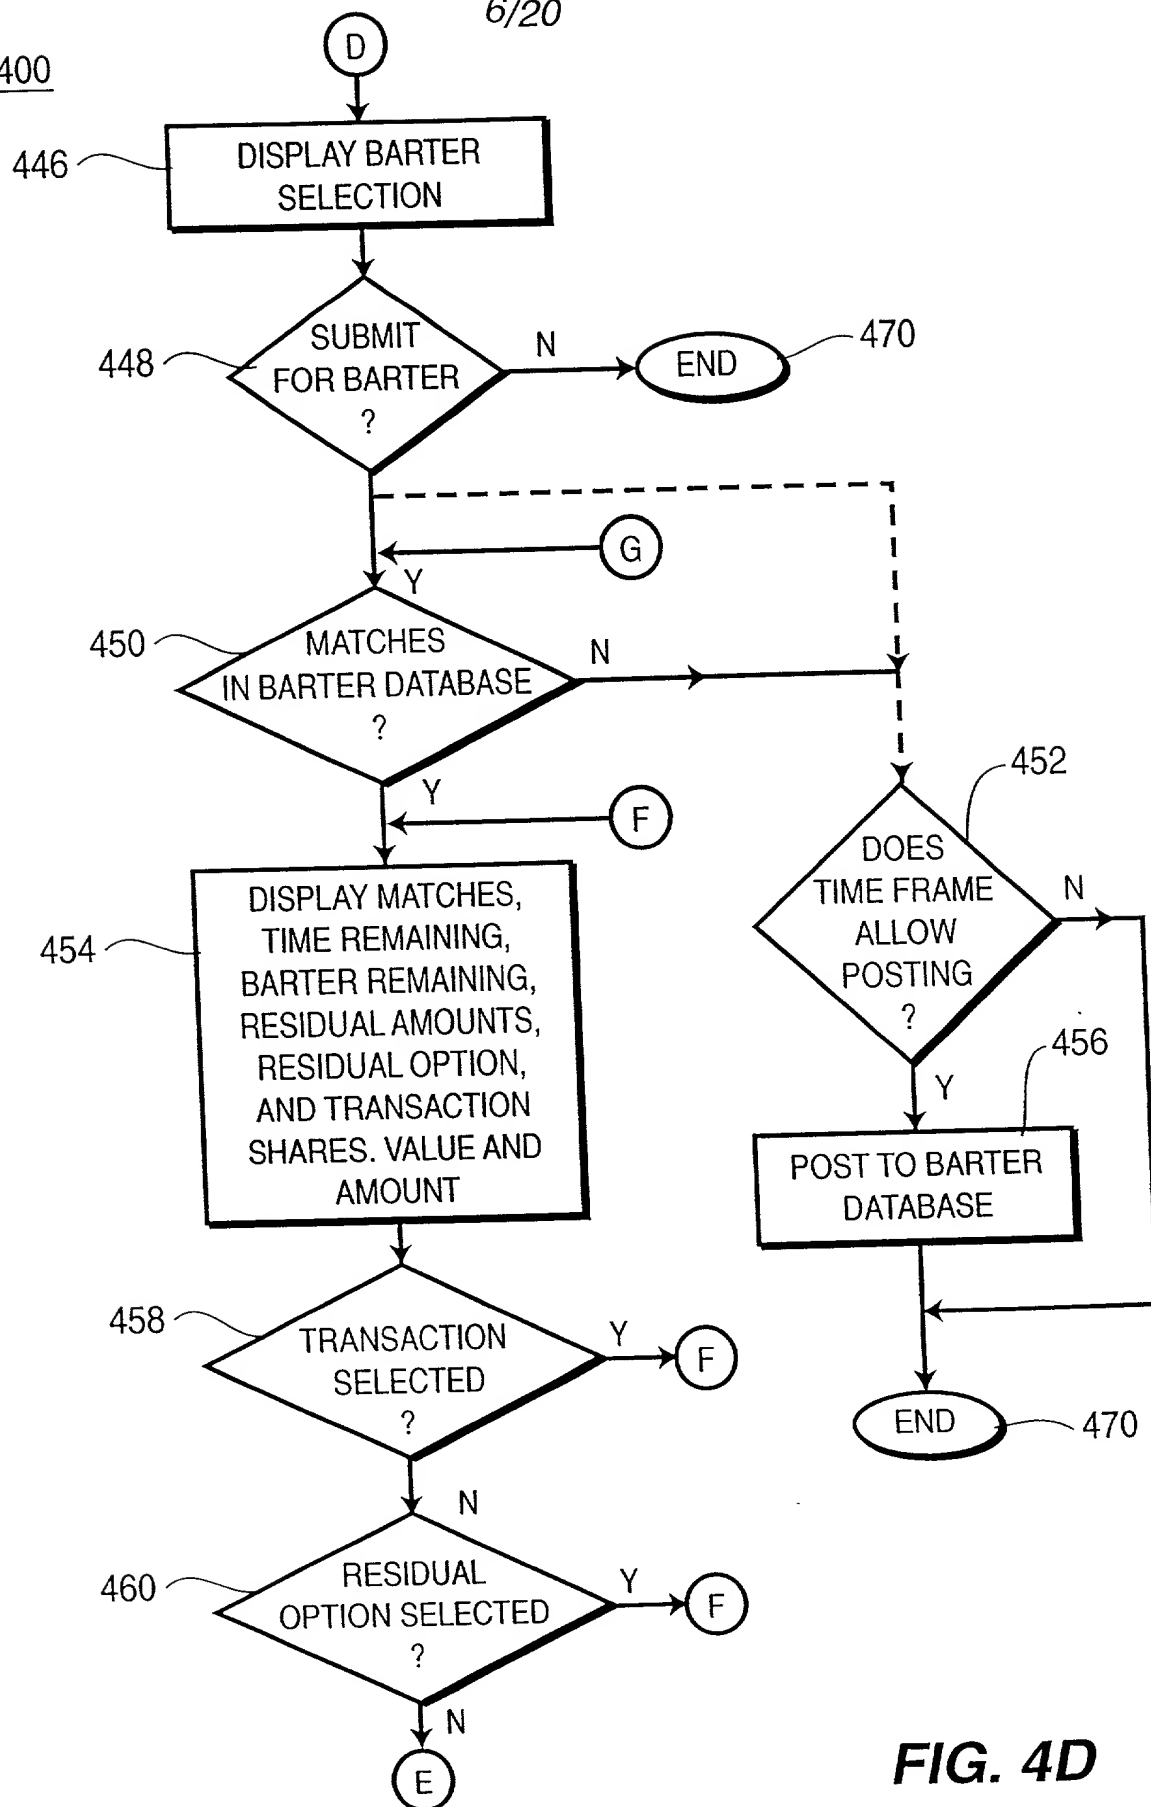 6/20
400
D
446
DISPLAY BARTER
SELECTION
448
SUBMIT
FOR BARTER
?
N
END
470
G
Y
450
MATCHES
IN BARTER DATABASE
?
N
Y
F
452
DOES
TIME FRAME
ALLOW
POSTING
?
N
Y
454
DISPLAY MATCHES,
TIME REMAINING,
BARTER REMAINING,
RESIDUAL AMOUNTS,
RESIDUAL OPTION,
AND TRANSACTION
SHARES. VALUE AND
AMOUNT
456
POST TO BARTER
DATABASE
458
TRANSACTION
SELECTED
?
Y
F
END
470
N
460
RESIDUAL
OPTION SELECTED
?
Y
F
N
E
FIG. 4D